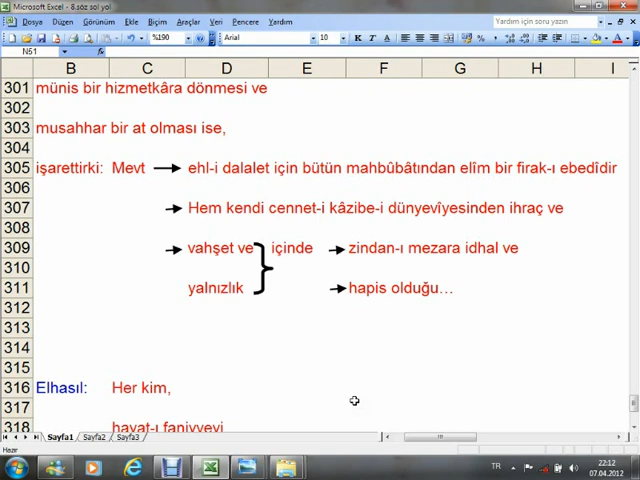 Microsoft Excel - 8.söz sol yol
Dosya Düzen Görünüm Ekle Biçim Araçlar Veri Pencere Yardım
Yardım için soru yazın
%190
Arial 10
N51
B C D E F G H I
301 münis bir hizmetkâra dönmesi ve
302
303 musahhar bir at olması ise,
304
305 işarettirki: Mevt ehl-i dalalet için bütün mahbûbâtından elîm bir firak-ı ebedîdir
306
307 Hem kendi cennet-i kâzibe-i dünyevîyesinden ihraç ve
308
309 vahşet ve içinde zindan-ı mezara idhal ve
310
311 yalnızlık hapis olduğu...
312
313
314
315
316 Elhasıl: Her kim,
317
318 hayat-ı faniyyeyi
Sayfa1 Sayfa2 Sayfa3
Hazır
TR
22:12
07.04.2012